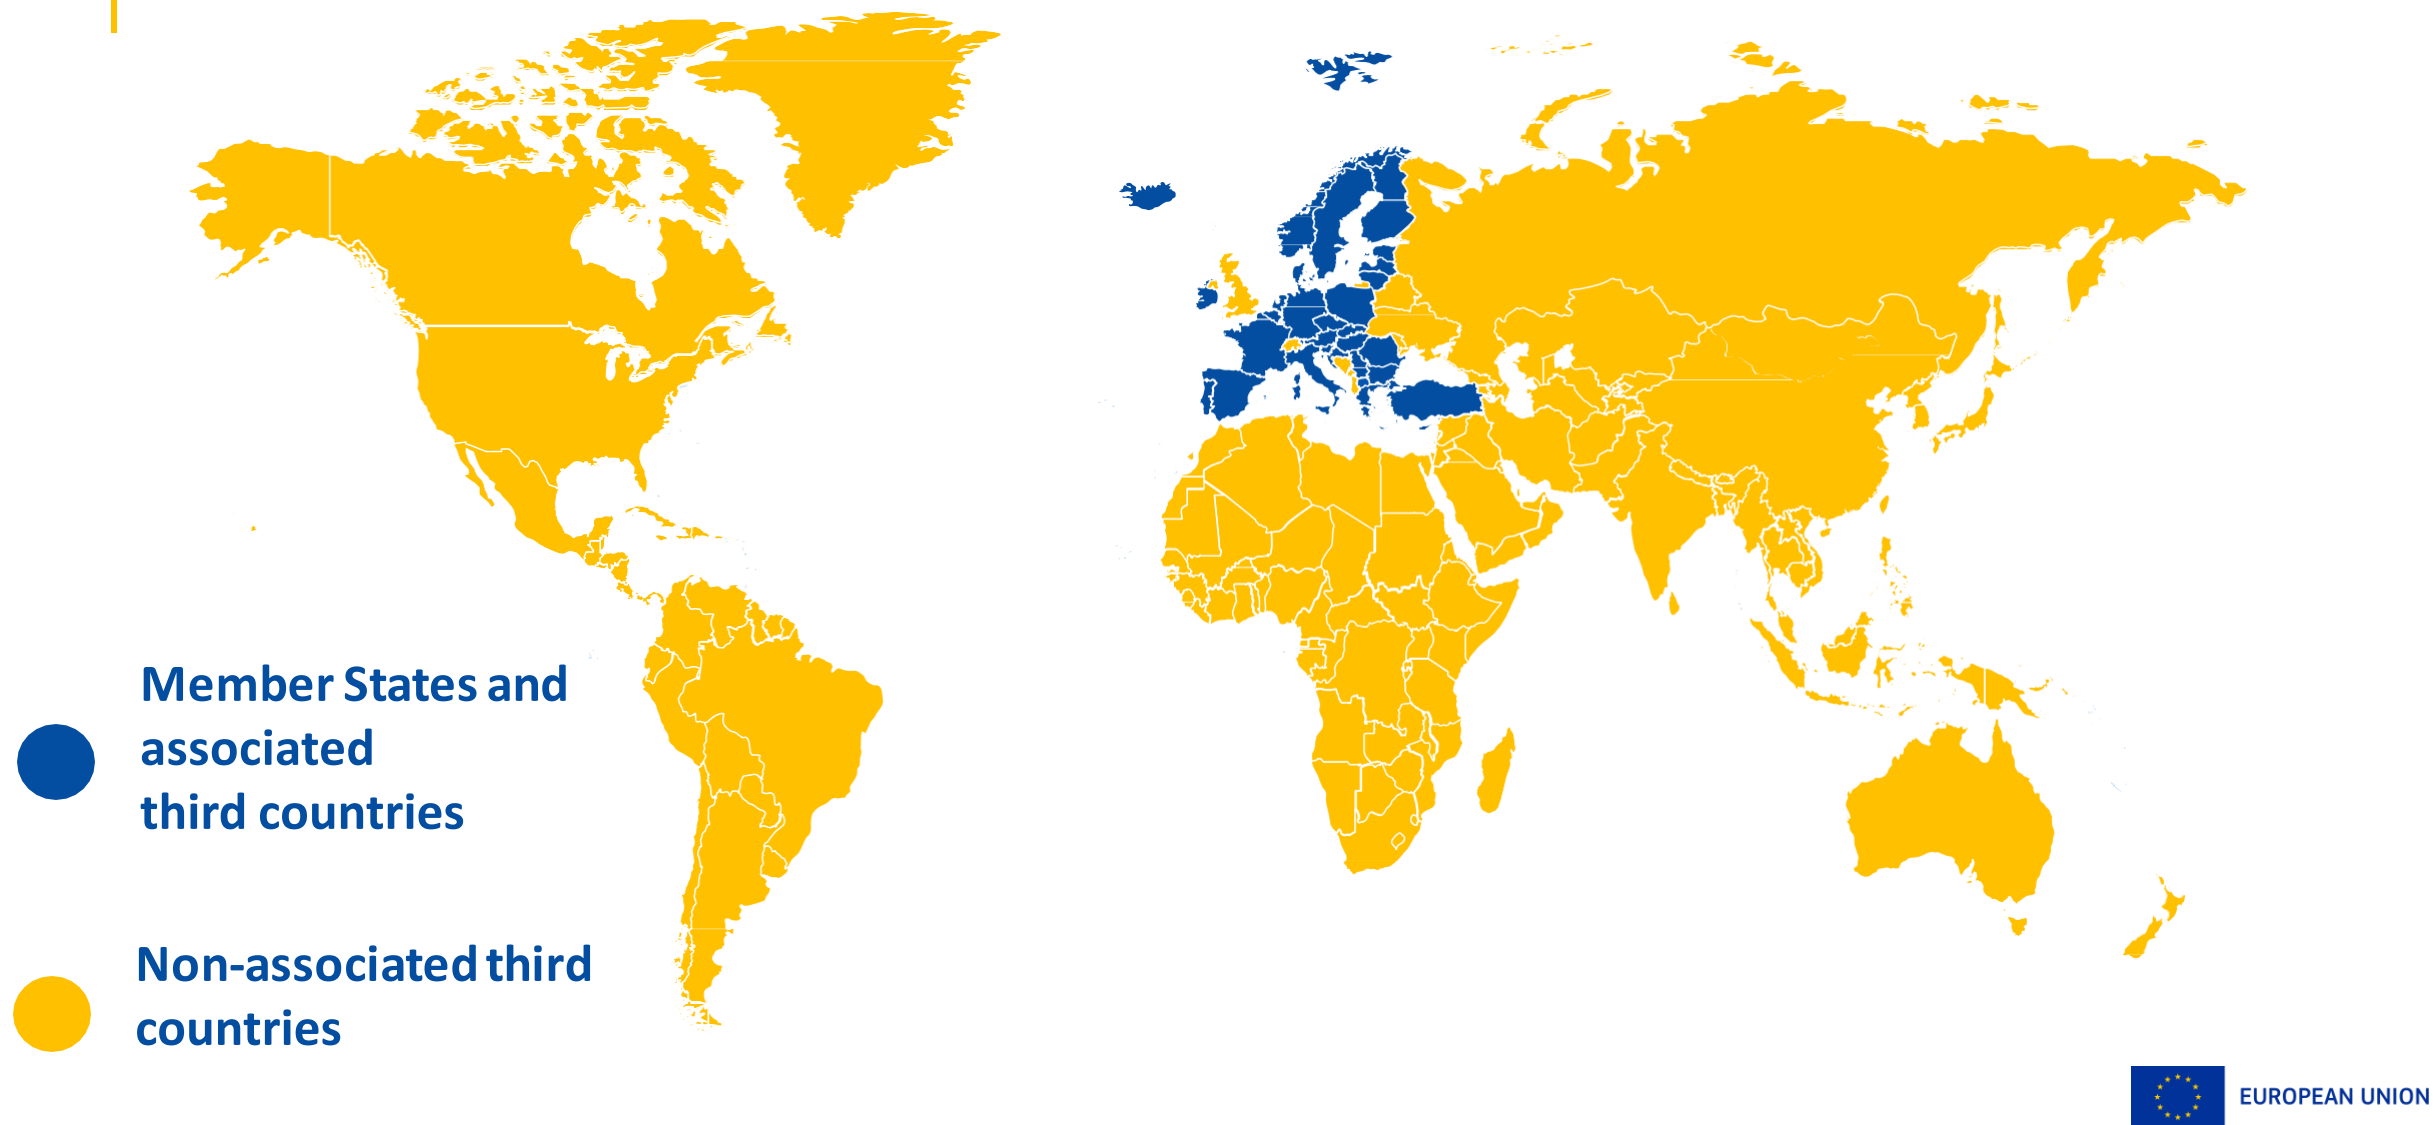 Member States and
associated
third countries
Non-associated third
countries
EUROPEAN UNION